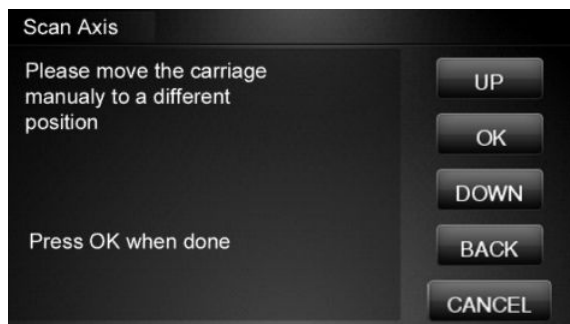 Scan Axis
Please move the carriage
manualy to a different
position
Press OK when done
UP
OK
DOWN
BACK
CANCEL